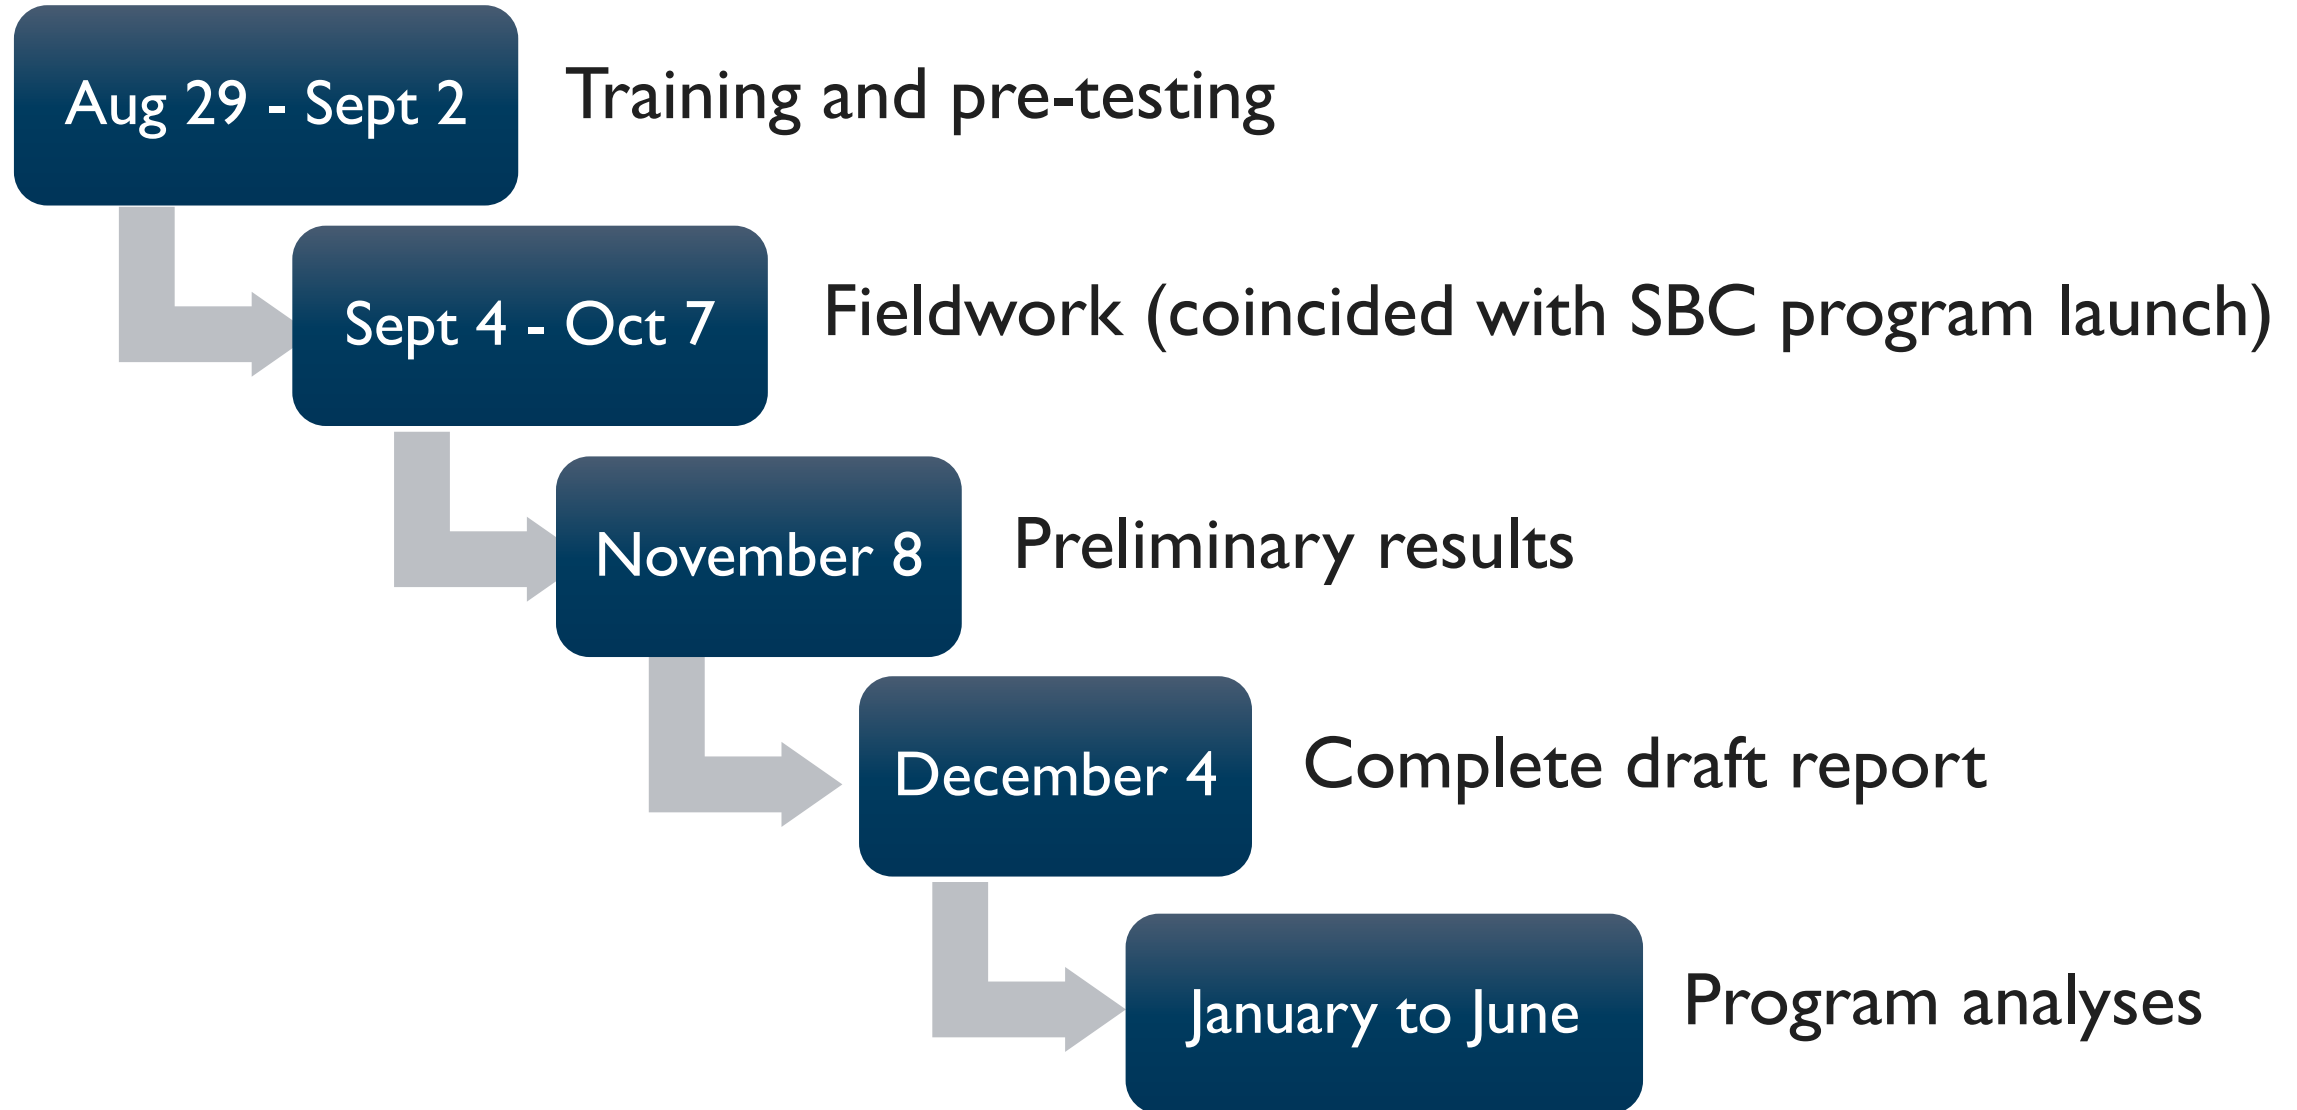 Aug 29 - Sept 2
Training and pre-testing
Sept 4 - Oct 7
Fieldwork (coincided with SBC program launch)
November 8
Preliminary results
December 4
Complete draft report
January to June
Program analyses